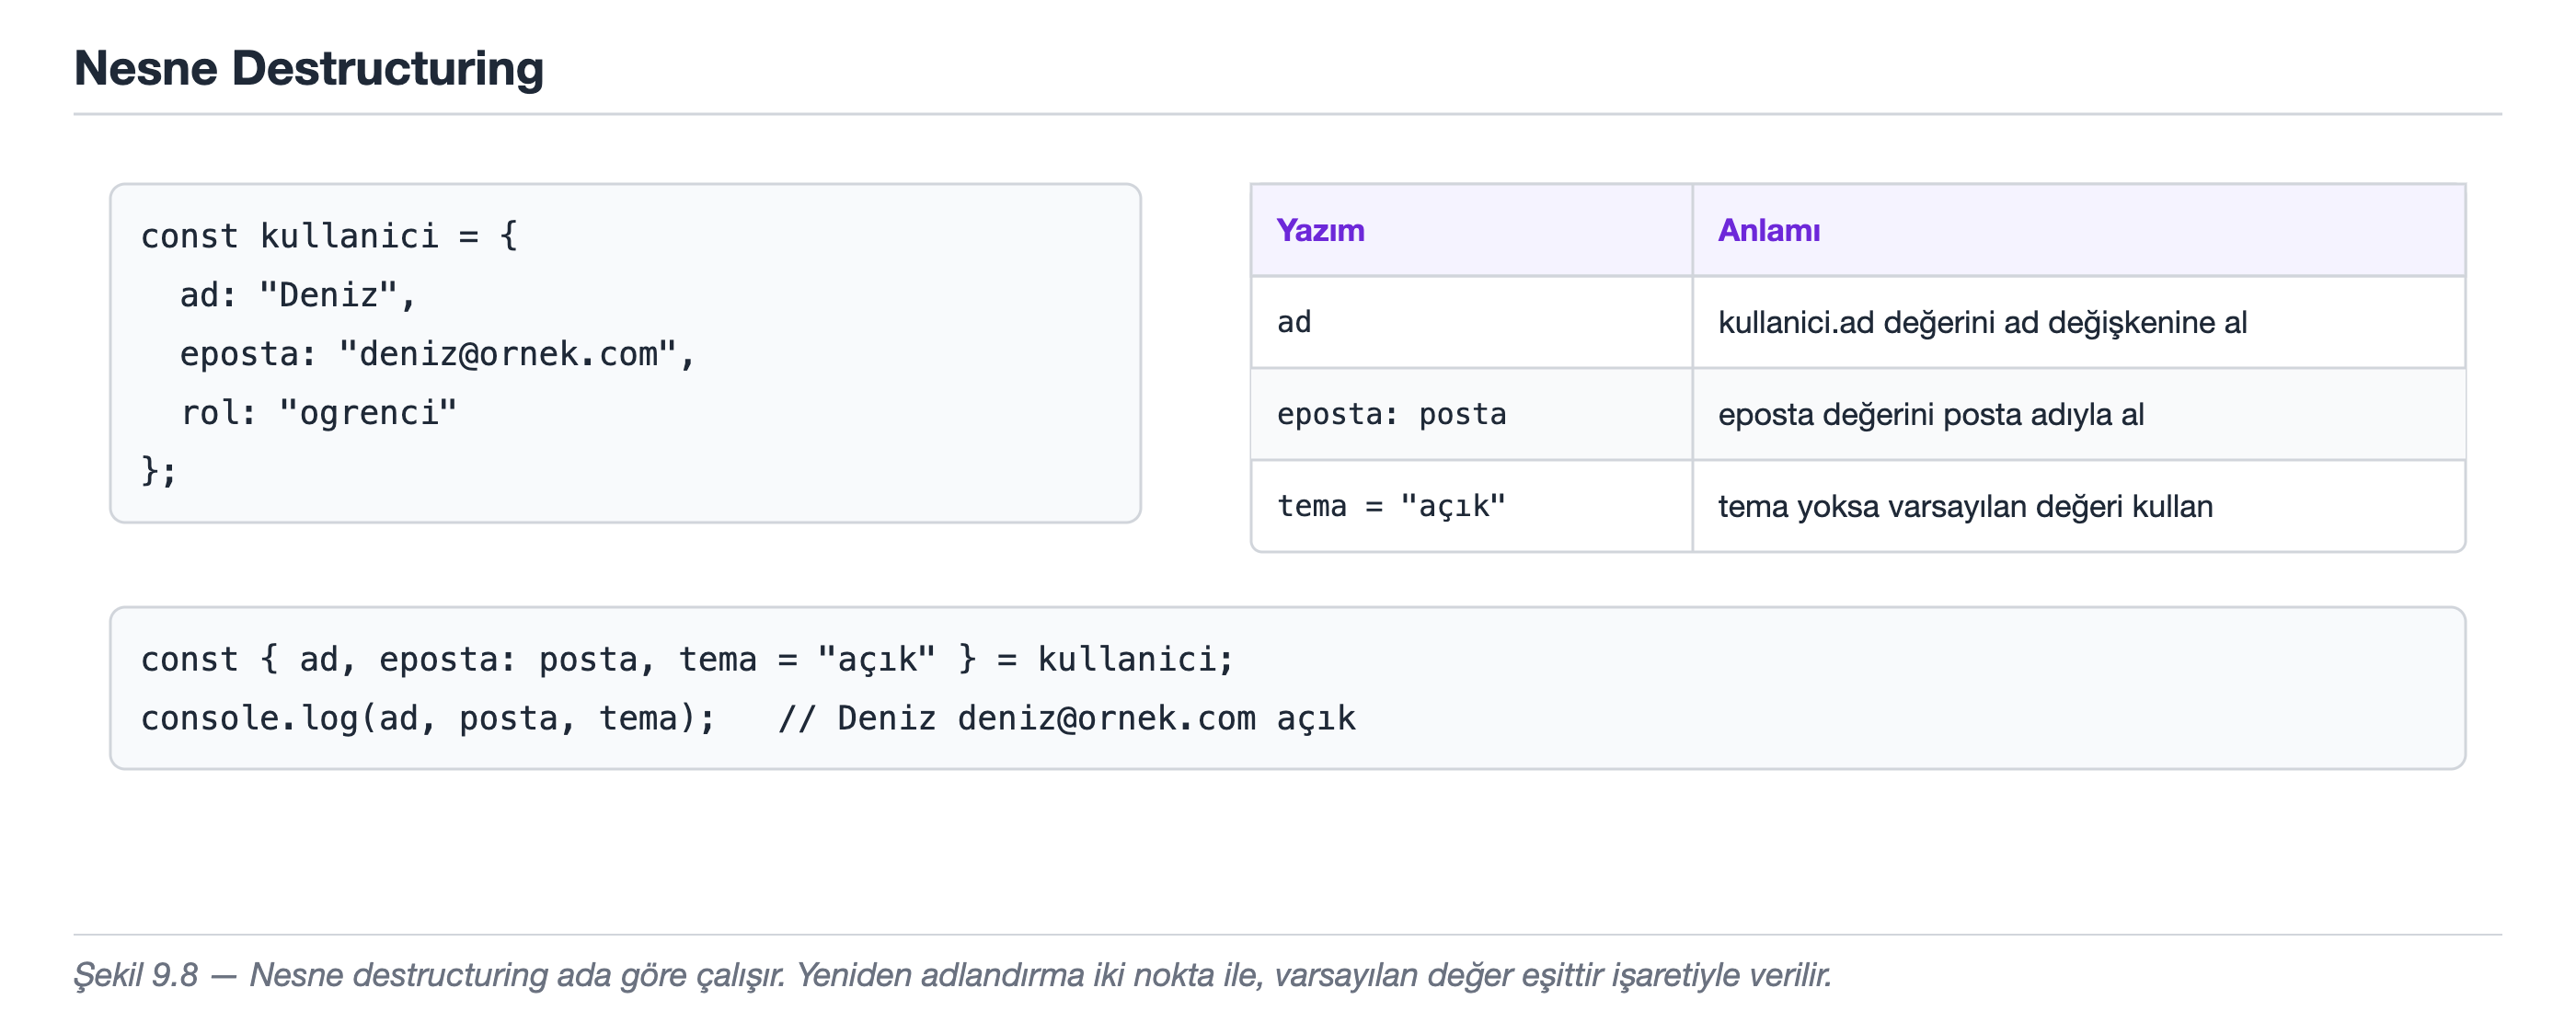 Nesne Destructuring
const kullanici = {
  ad: "Deniz",
  eposta: "deniz@ornek.com",
  rol: "ogrenci"
};
Yazım Anlamı
ad kullanici.ad değerini ad değişkenine al
eposta: posta eposta değerini posta adıyla al
tema = "açık" tema yoksa varsayılan değeri kullan
const { ad, eposta: posta, tema = "açık" } = kullanici;
console.log(ad, posta, tema);   // Deniz deniz@ornek.com açık
Şekil 9.8 — Nesne destructuring ada göre çalışır. Yeniden adlandırma iki nokta ile, varsayılan değer eşittir işaretiyle verilir.